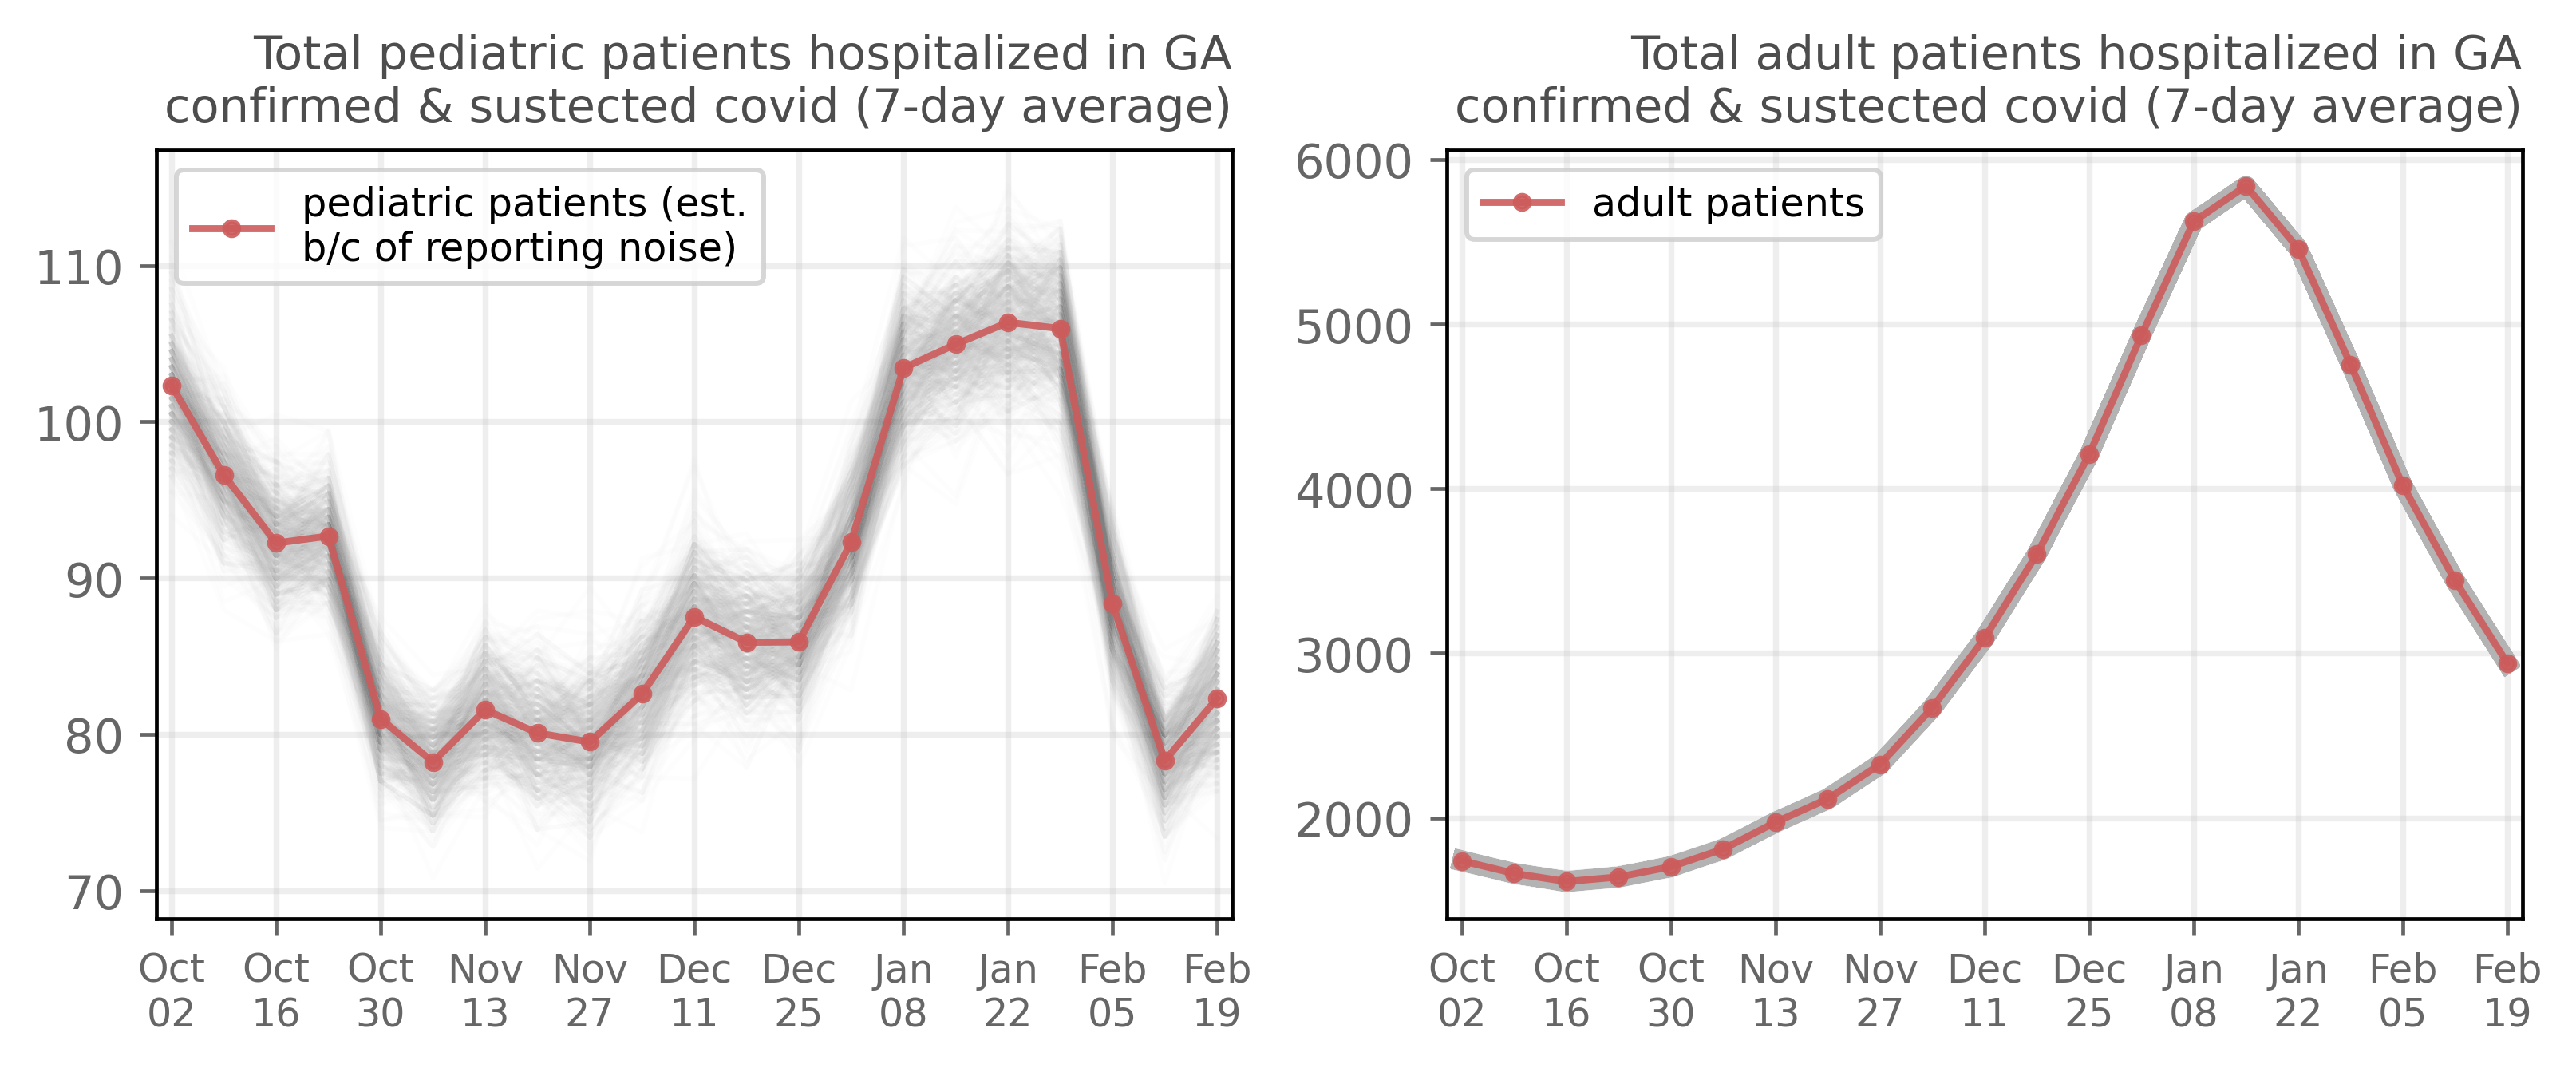 Total pediatric patients hospitalized in GA
confirmed & sustected covid (7-day average)
pediatric patients (est.
b/c of reporting noise)
110
100
90
80
70
Oct Oct Oct Nov Nov Dec Dec Jan Jan Feb Feb
02 16 30 13 27 11 25 08 22 05 19
Total adult patients hospitalized in GA
confirmed & sustected covid (7-day average)
adult patients
6000
5000
4000
3000
2000
Oct Oct Oct Nov Nov Dec Dec Jan Jan Feb Feb
02 16 30 13 27 11 25 08 22 05 19